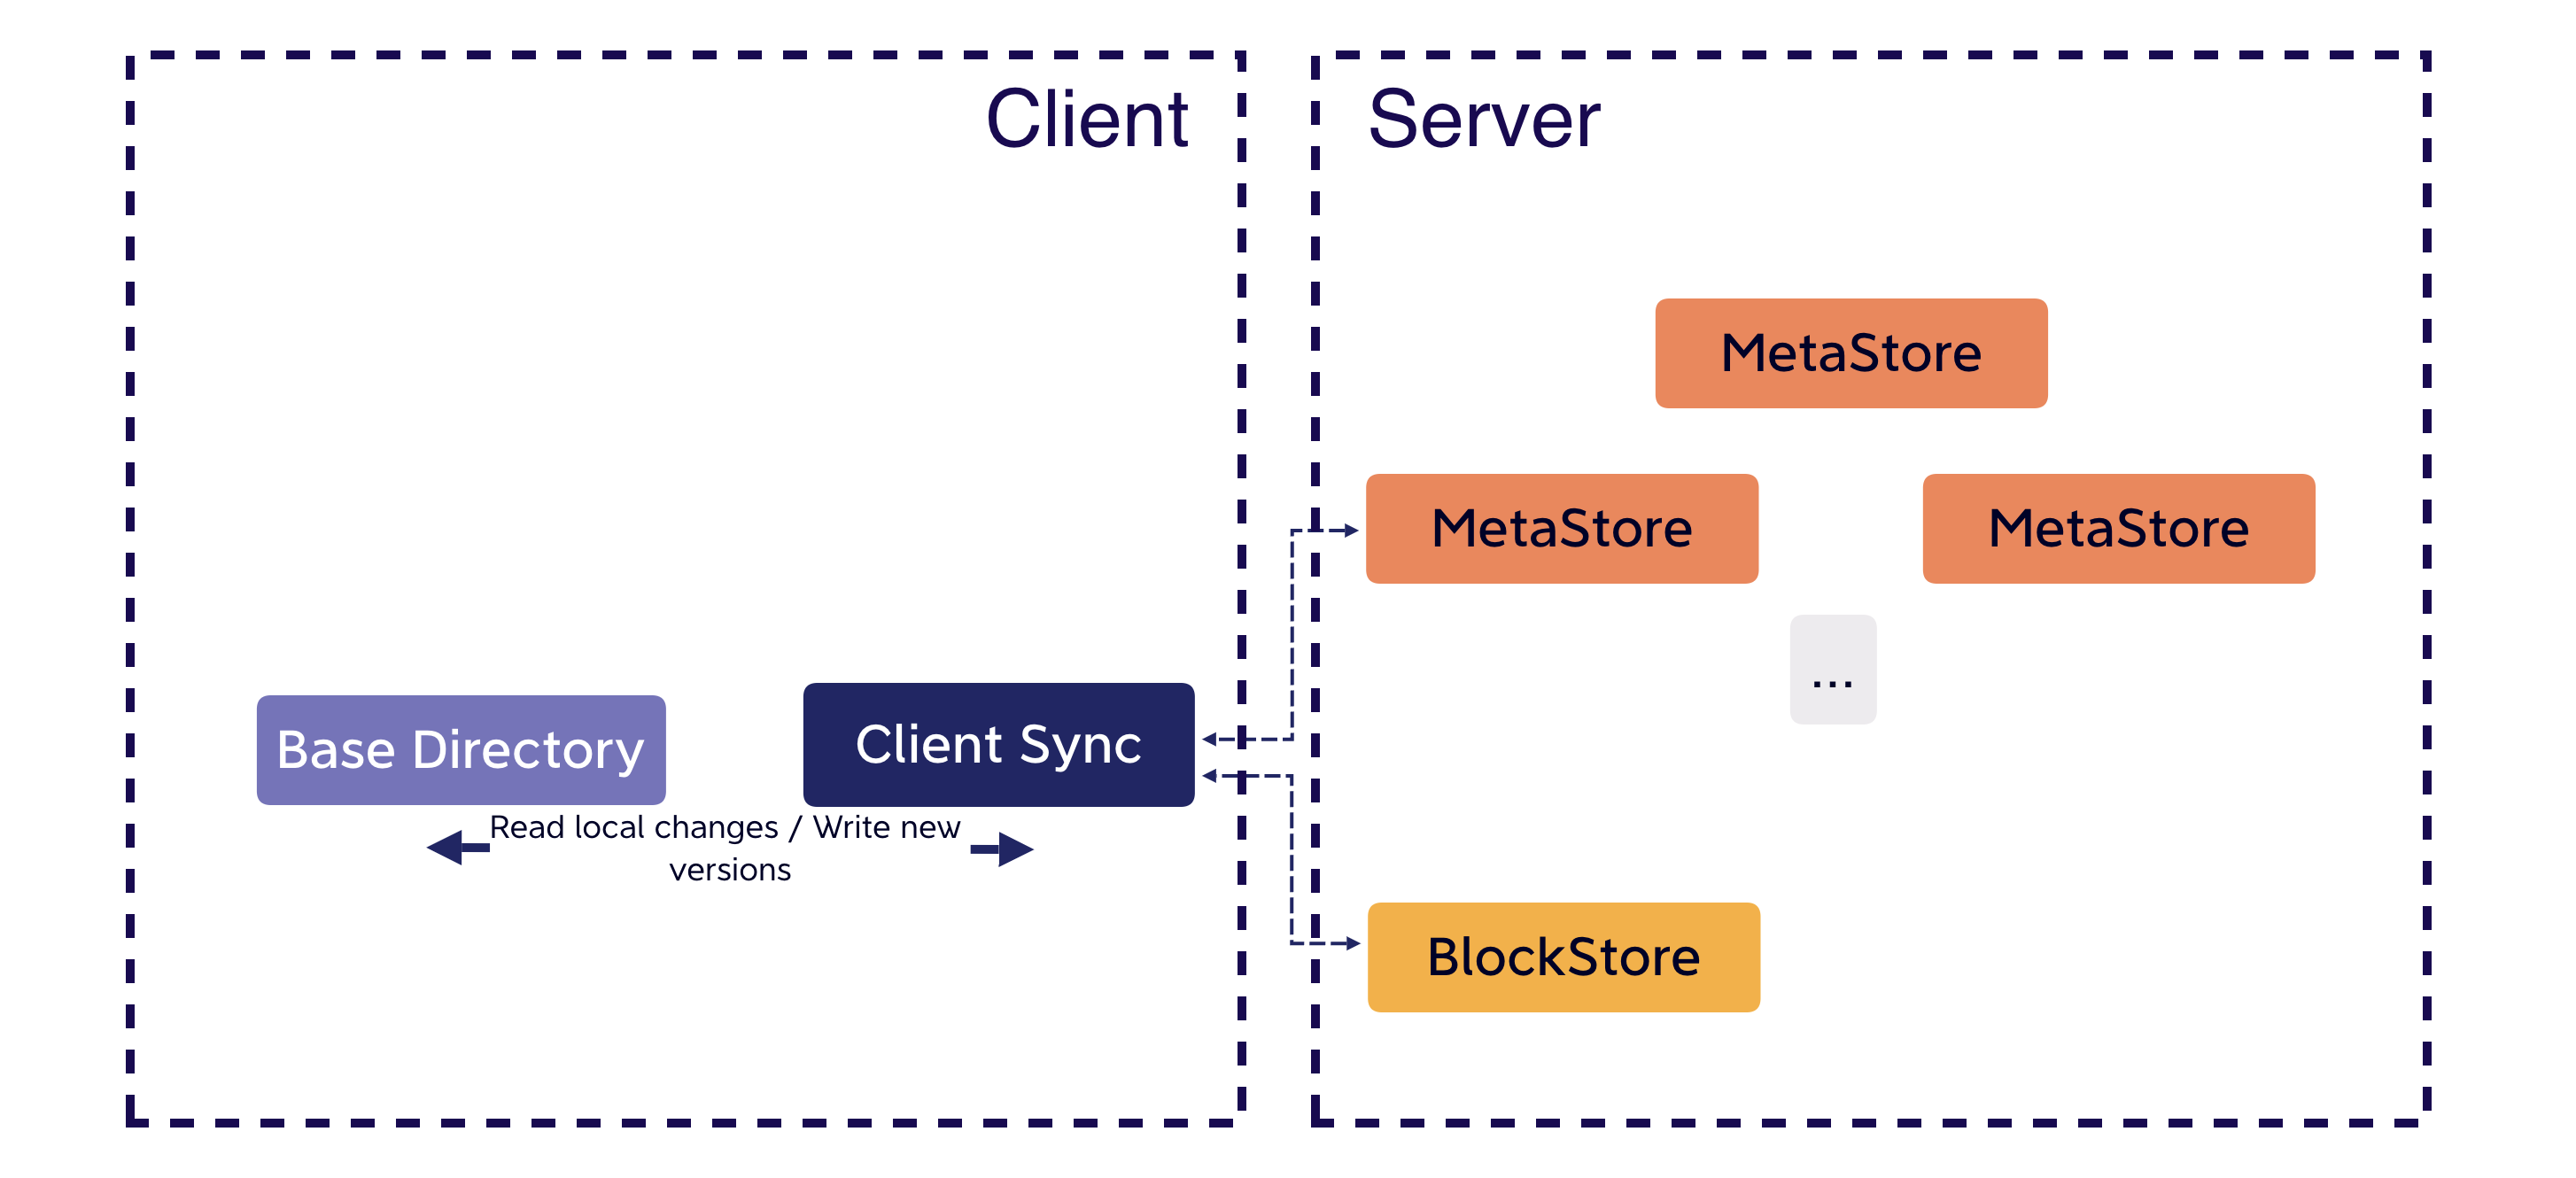 Client
Server
MetaStore
MetaStore
MetaStore
...
Base Directory
Client Sync
Read local changes / Write new
versions
BlockStore